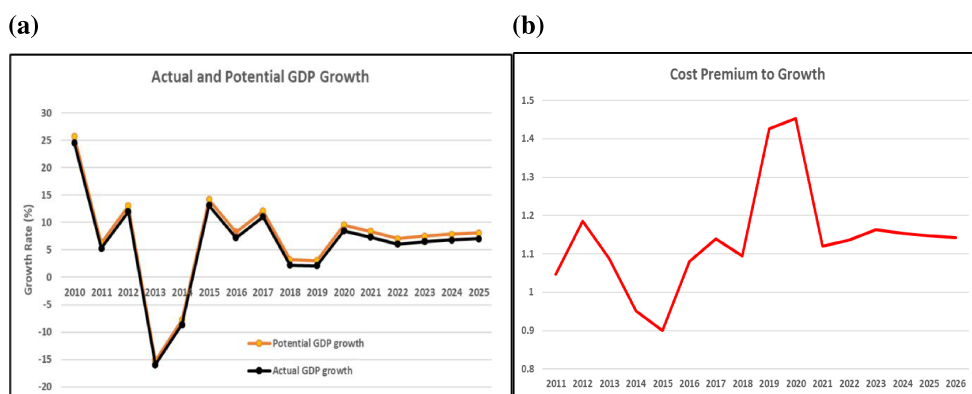 (a)
(b)
Actual and Potential GDP Growth
Growth Rate (%)
30
25
20
15
10
5
0
-5
-10
-15
-20
2010 2011 2012 2013 2014 2015 2016 2017 2018 2019 2020 2021 2022 2023 2024 2025
Potential GDP growth
Actual GDP growth
Cost Premium to Growth
1.5
1.4
1.3
1.2
1.1
1
0.9
0.8
2011 2012 2013 2014 2015 2016 2017 2018 2019 2020 2021 2022 2023 2024 2025 2026